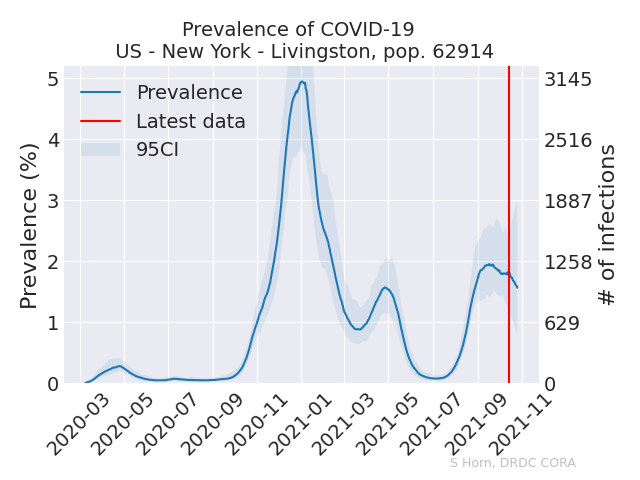 Prevalence of COVID-19
US - New York - Livingston, pop. 62914
Prevalence
Latest data
95CI
Prevalence (%)
5
4
3
2
1
0
3145
2516
1887
1258
629
0
# of infections
2020-03
2020-05
2020-07
2020-09
2020-11
2021-01
2021-03
2021-05
2021-07
2021-09
2021-11
S Horn, DRDC CORA